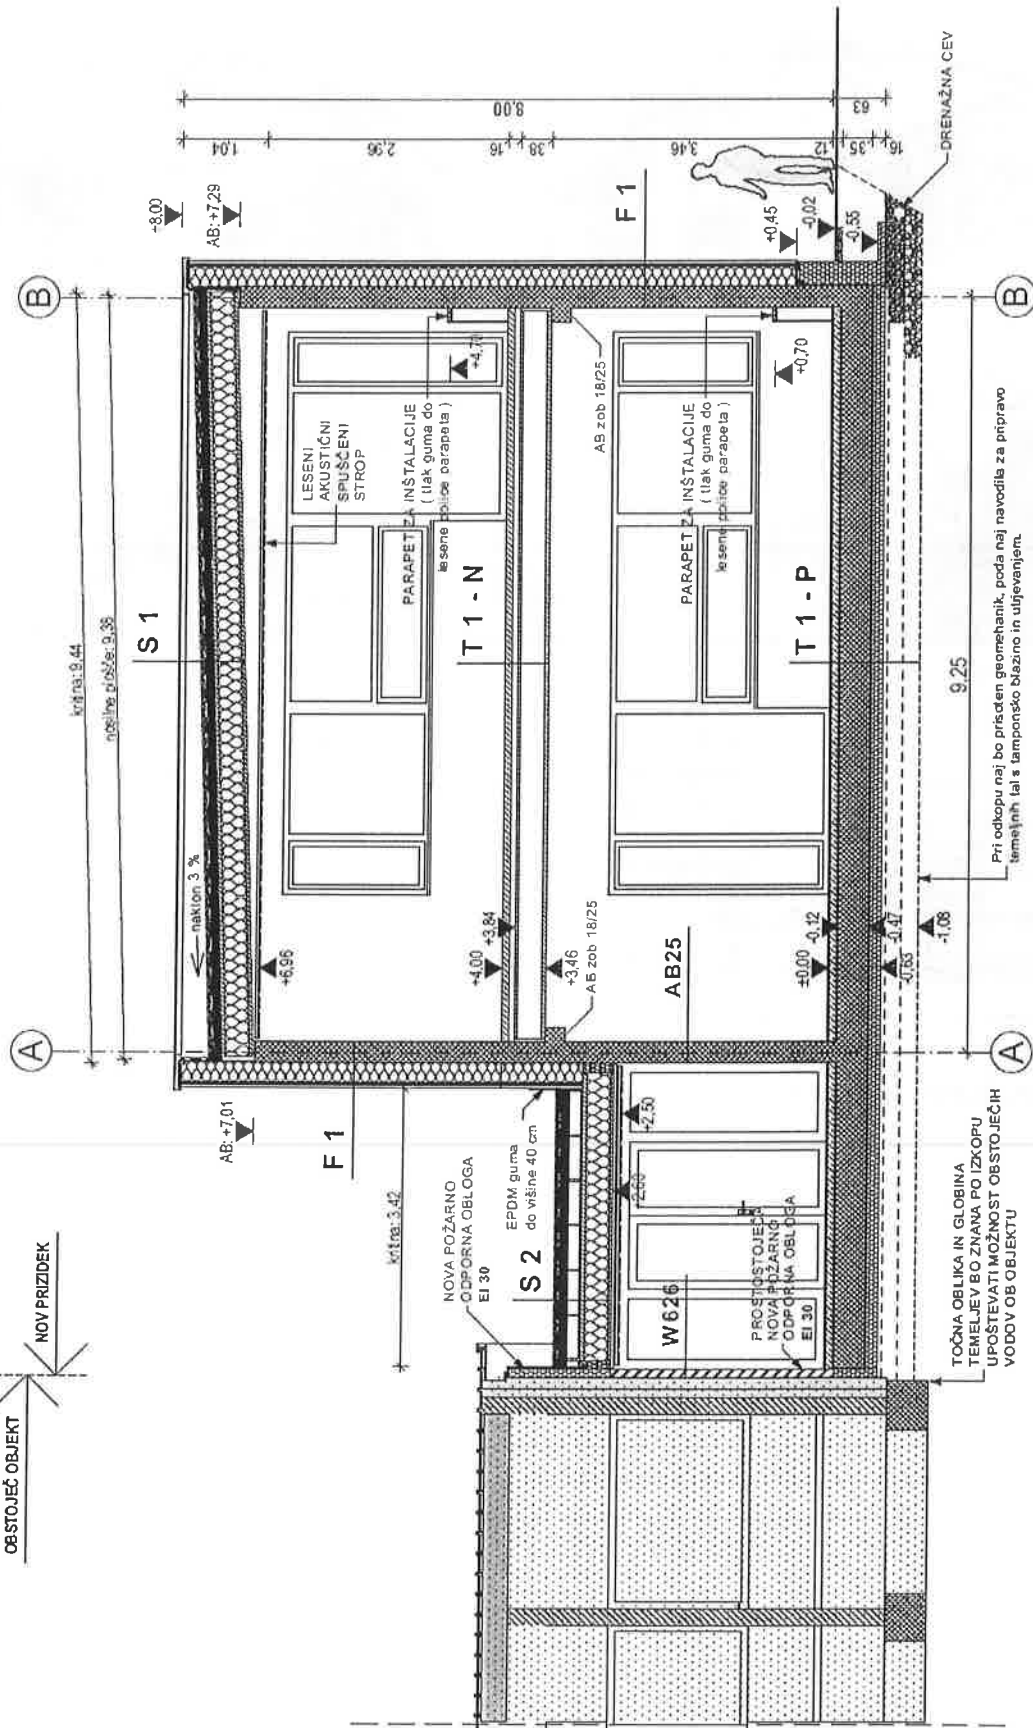 OBSTOJEČ OBJEKT
NOV PRIZIDEK
A
B
kritina: 9,44
nosilne plošče: 9,36
S 1
naklon 3 %
+8,00
AB: +7,29
AB: +7,01
1,04
2,96
16
38
3,46
12
35
16
8,00
63
+6,96
LESENI
AKUSTIČNI
SPUŠČENI
STROP
+4,70
PARAPET ZA INŠTALACIJE
( tlak guma do
lesene police parapeta )
F 1
F 1
kritina: 3,42
T 1 - N
+4,00
+3,84
+3,46
AB zob 18/25
AB zob 18/25
EPDM guma
do višine 40 cm
NOVA POŽARNO
ODPORNA OBLOGA
EI 30
S 2
+2,50
2,60
W626
PROSTOSTOJEČA
NOVA POŽARNO
ODPORNA OBLOGA
EI 30
AB25
PARAPET ZA INŠTALACIJE
( tlak guma do
lesene police parapeta )
+0,70
T 1 - P
+0,45
-0,02
-0,55
±0,00
-0,12
-0,47
-0,63
-1,08
9,25
DRENAŽNA CEV
A
B
TOČNA OBLIKA IN GLOBINA
TEMELJEV BO ZNANA PO IZKOPU
UPOŠTEVATI MOŽNOST OBSTOJEČIH
VODOV OB OBJEKTU
Pri odkopu naj bo prisoten geomehanik, poda naj navodila za pripravo
temeljnih tal s tamponsko blazino in utrjevanjem.